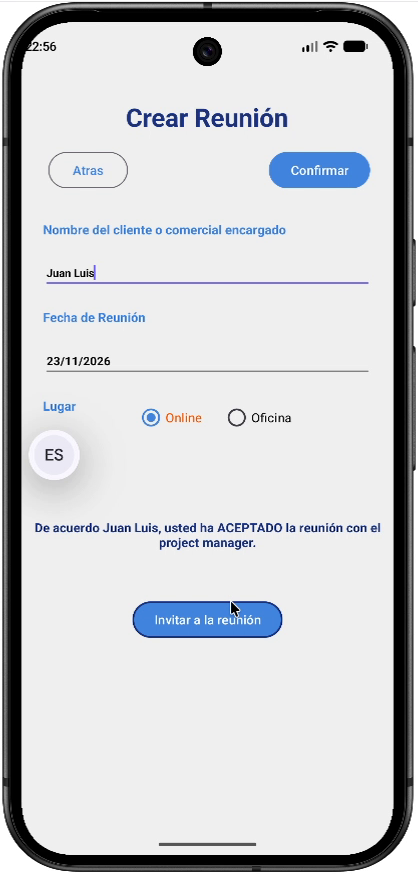 22:56
Crear Reunión
Atras
Confirmar
Nombre del cliente o comercial encargado
Juan Luis
Fecha de Reunión
23/11/2026
Lugar
Online
Oficina
ES
De acuerdo Juan Luis, usted ha ACEPTADO la reunión con el
project manager.
Invitar a la reunión